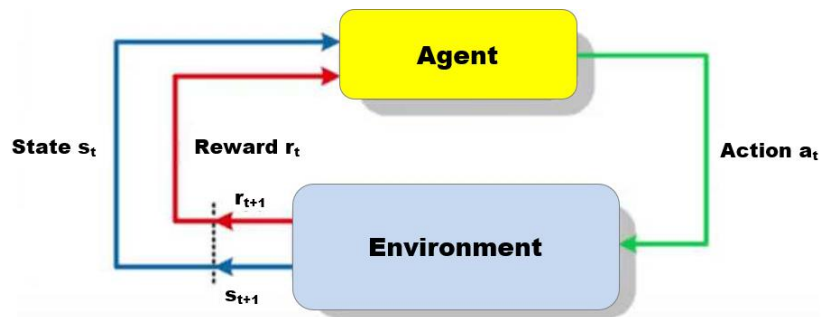 Agent
State sₜ
Reward rₜ
Action aₜ
rₜ₊₁
Environment
sₜ₊₁